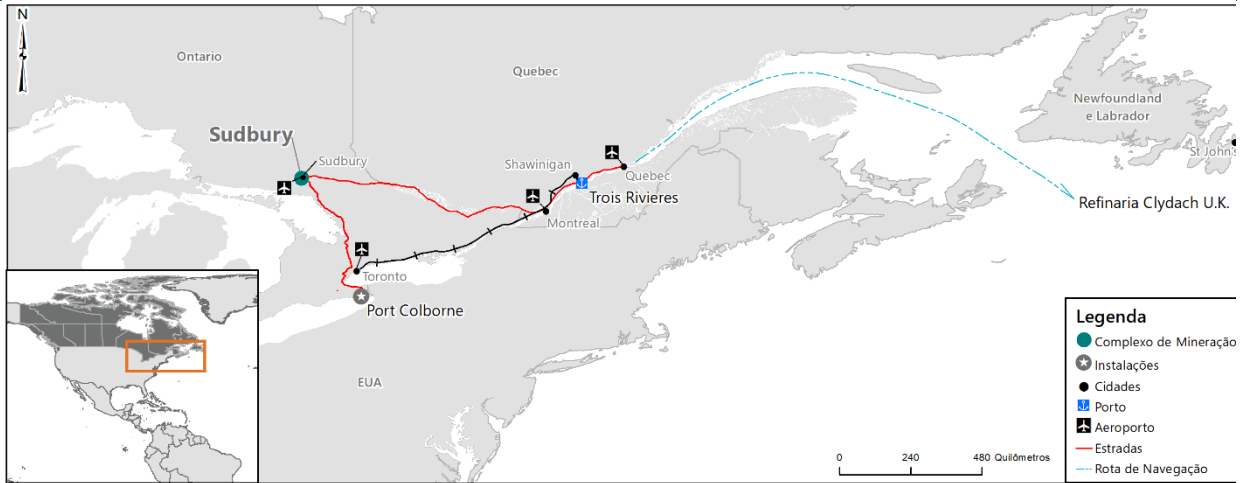 N
Ontario
Quebec
Newfoundland
e Labrador
St John's
Sudbury
Sudbury
Shawinigan
Quebec
Trois Rivieres
Montreal
Refinaria Clydach U.K.
Toronto
Port Colborne
EUA
Legenda
Complexo de Mineração
Instalações
Cidades
Porto
Aeroporto
Estradas
Rota de Navegação
0 240 480 Quilômetros